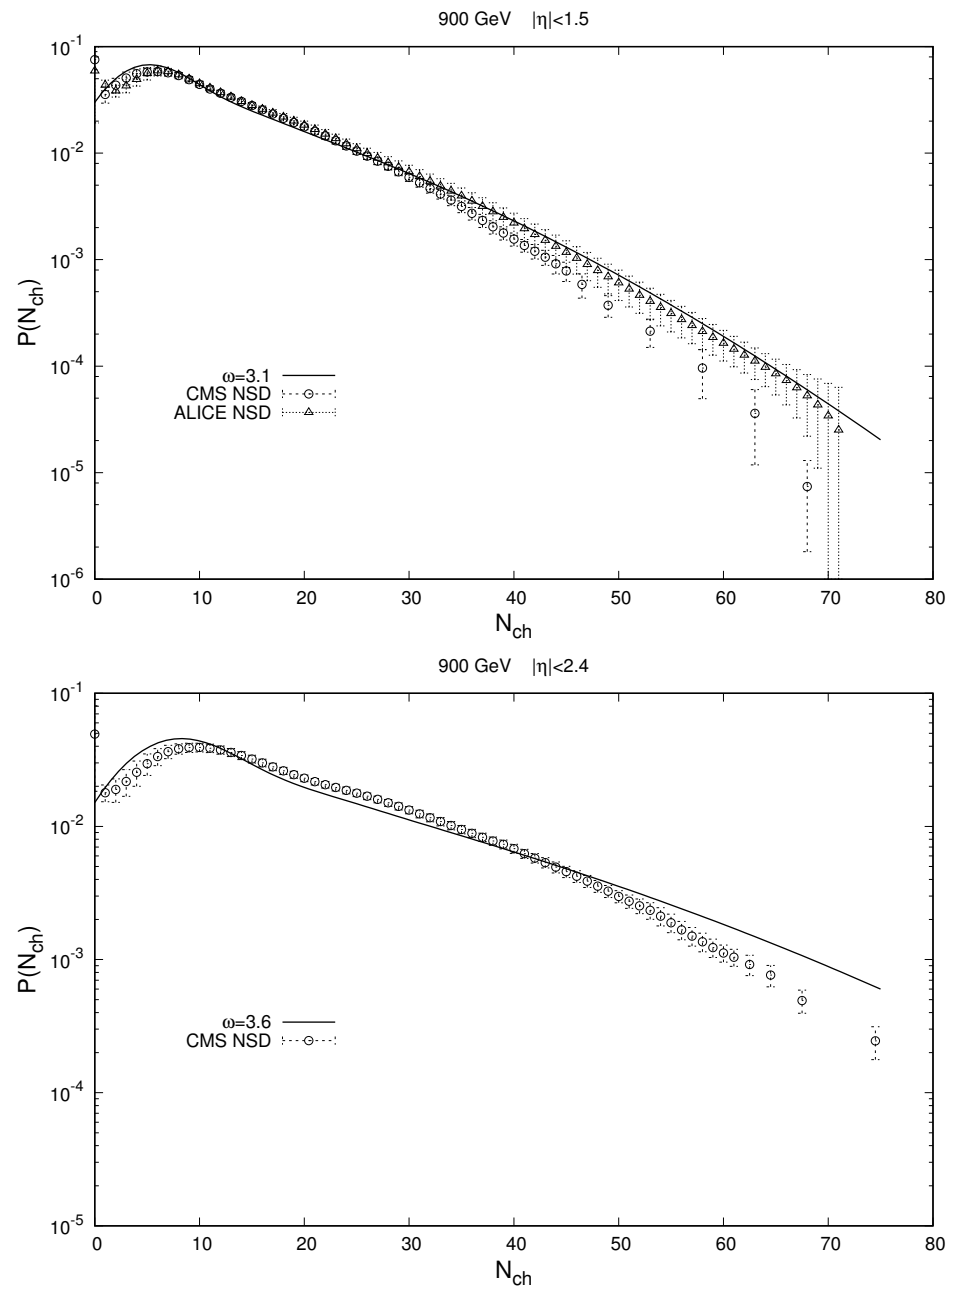 900 GeV |η|<1.5
10⁻¹
10⁻²
10⁻³
10⁻⁴
10⁻⁵
10⁻⁶
P(N_ch)
ω=3.1
CMS NSD
ALICE NSD
0 10 20 30 40 50 60 70 80
N_ch
900 GeV |η|<2.4
10⁻¹
10⁻²
10⁻³
10⁻⁴
10⁻⁵
P(N_ch)
ω=3.6
CMS NSD
0 10 20 30 40 50 60 70 80
N_ch